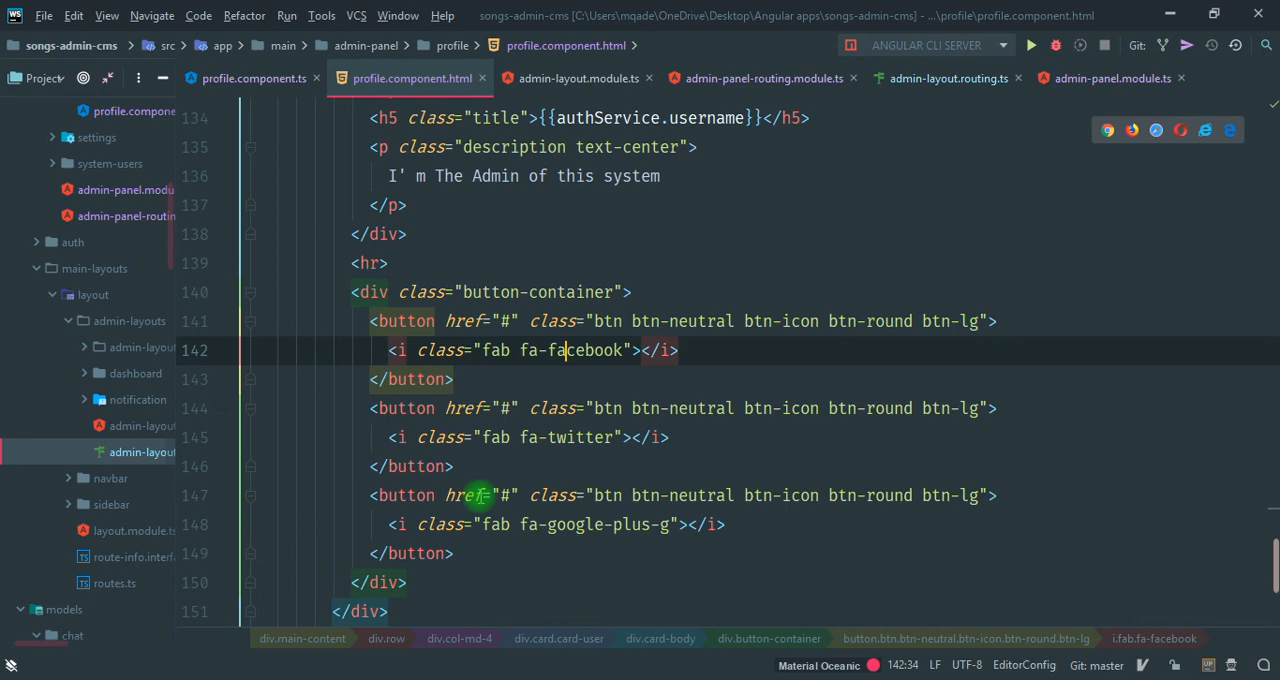 WS File Edit View Navigate Code Refactor Run Tools VCS Window Help songs-admin-cms [C:\Users\mqade\OneDrive\Desktop\Angular apps\songs-admin-cms] - ...\profile\profile.component.html
songs-admin-cms src app main admin-panel profile profile.component.html ANGULAR CLI SERVER Git:
Project profile.component.ts profile.component.html admin-layout.module.ts admin-panel-routing.module.ts admin-layout.routing.ts admin-panel.module.ts
profile.compone
settings
system-users
admin-panel.modu
admin-panel-routin
auth
main-layouts
layout
admin-layouts
admin-layou
dashboard
notification
admin-layou
admin-layou
navbar
sidebar
layout.module.ts
route-info.interfa
routes.ts
models
chat
134 <h5 class="title">{{authService.username}}</h5>
135 <p class="description text-center">
136 I' m The Admin of this system
137 </p>
138 </div>
139 <hr>
140 <div class="button-container">
141 <button href="#" class="btn btn-neutral btn-icon btn-round btn-lg">
142 <i class="fab fa-facebook"></i>
143 </button>
144 <button href="#" class="btn btn-neutral btn-icon btn-round btn-lg">
145 <i class="fab fa-twitter"></i>
146 </button>
147 <button href="#" class="btn btn-neutral btn-icon btn-round btn-lg">
148 <i class="fab fa-google-plus-g"></i>
149 </button>
150 </div>
151 </div>
div.main-content div.row div.col-md-4 div.card.card-user div.card-body div.button-container button.btn.btn-neutral.btn-icon.btn-round.btn-lg i.fab.fa-facebook
Material Oceanic 142:34 LF UTF-8 EditorConfig Git: master UP